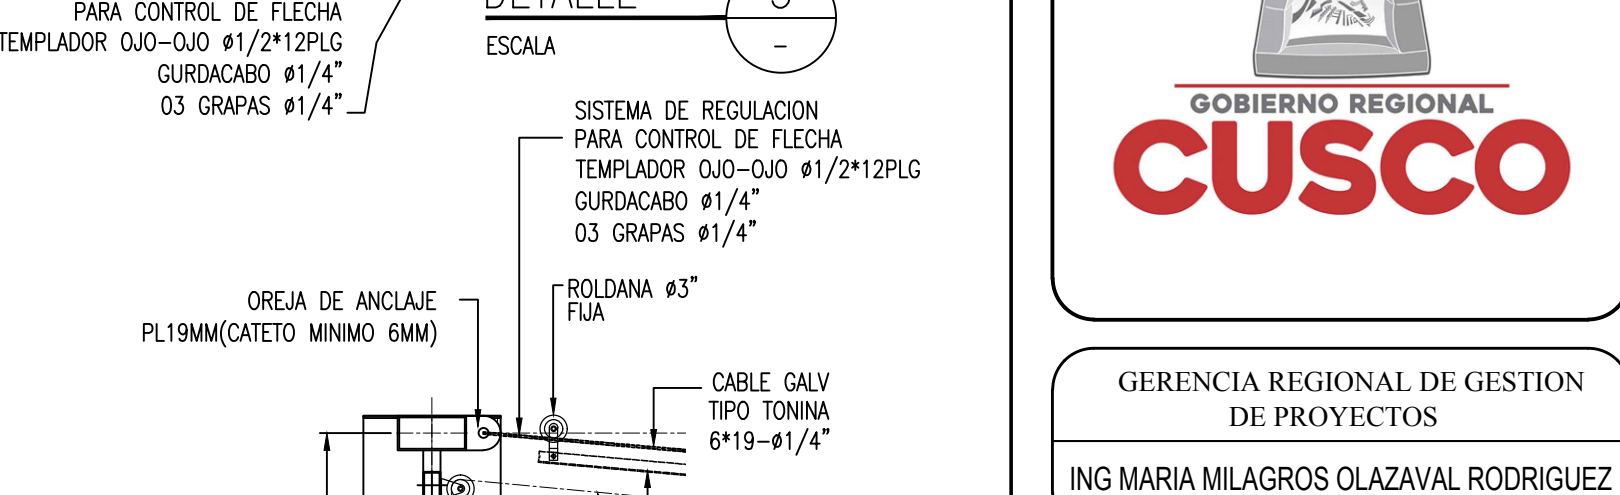 PARA CONTROL DE FLECHA
TEMPLADOR OJO-OJO ø1/2*12PLG
GURDACABO ø1/4"
03 GRAPAS ø1/4"
DETALLE
ESCALA
-
SISTEMA DE REGULACION
PARA CONTROL DE FLECHA
TEMPLADOR OJO-OJO ø1/2*12PLG
GURDACABO ø1/4"
03 GRAPAS ø1/4"
ROLDANA ø3"
FIJA
OREJA DE ANCLAJE
PL19MM(CATETO MINIMO 6MM)
CABLE GALV
TIPO TONINA
6*19-ø1/4"
GOBIERNO REGIONAL
CUSCO
GERENCIA REGIONAL DE GESTION
DE PROYECTOS
ING MARIA MILAGROS OLAZAVAL RODRIGUEZ